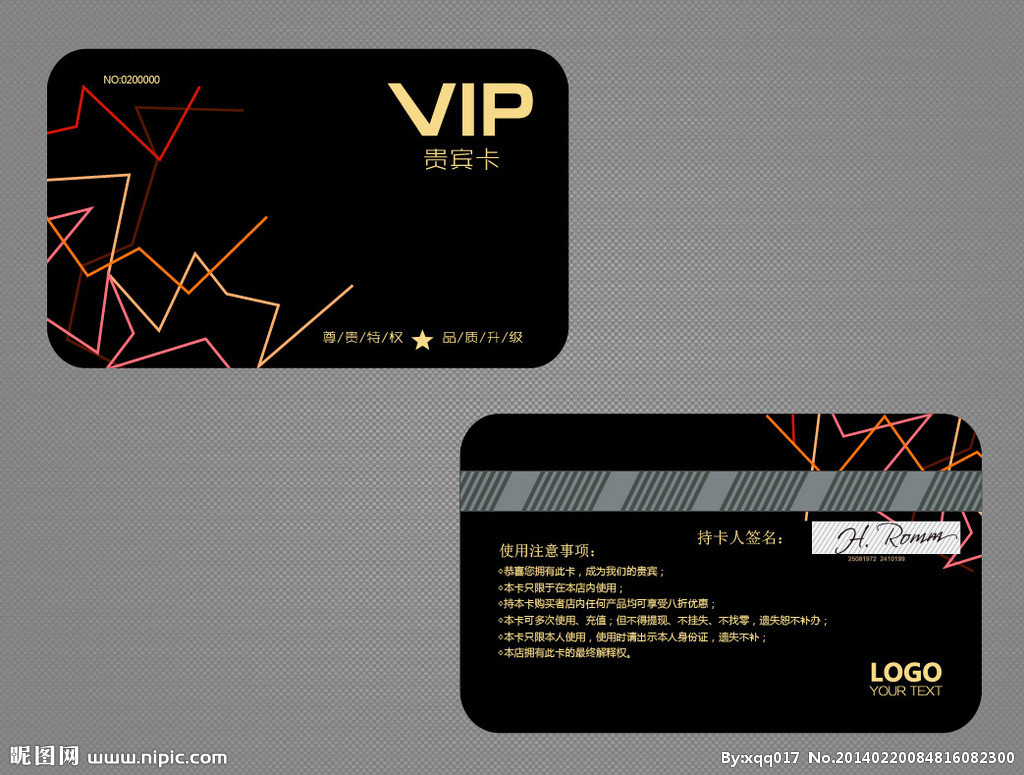 NO:0200000
VIP
贵宾卡
尊/贵/特/权 ★ 品/质/升/级
持卡人签名：
H. Romm
25081972 2410199
使用注意事项：
◇恭喜您拥有此卡，成为我们的贵宾；
◇本卡只限于在本店内使用；
◇持本卡购买者店内任何产品均可享受八折优惠；
◇本卡可多次使用、充值；但不得提现、不挂失、不找零，遗失恕不补办；
◇本卡只限本人使用，使用时请出示本人身份证，遗失不补；
◇本店拥有此卡的最终解释权。
LOGO
YOUR TEXT
昵图网 www.nipic.com
By:xqq017 No.20140220084816082300